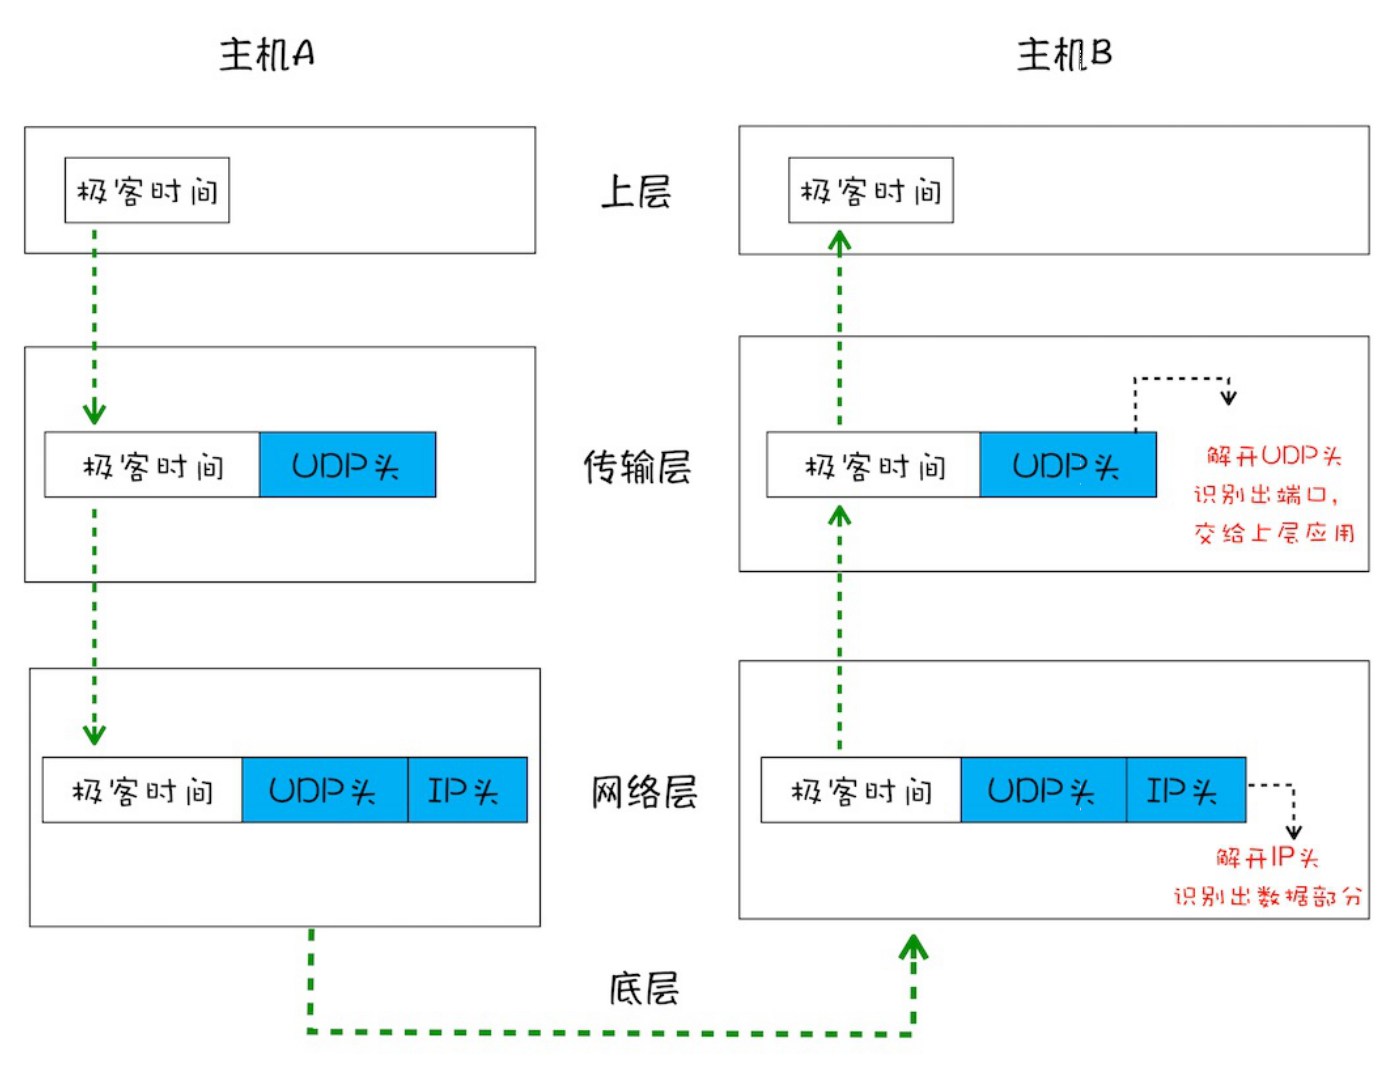 主机A
主机B
极客时间
上层
极客时间
极客时间
UDP头
传输层
极客时间
UDP头
解开UDP头
识别出端口，
交给上层应用
极客时间
UDP头
IP头
网络层
极客时间
UDP头
IP头
解开IP头
识别出数据部分
底层